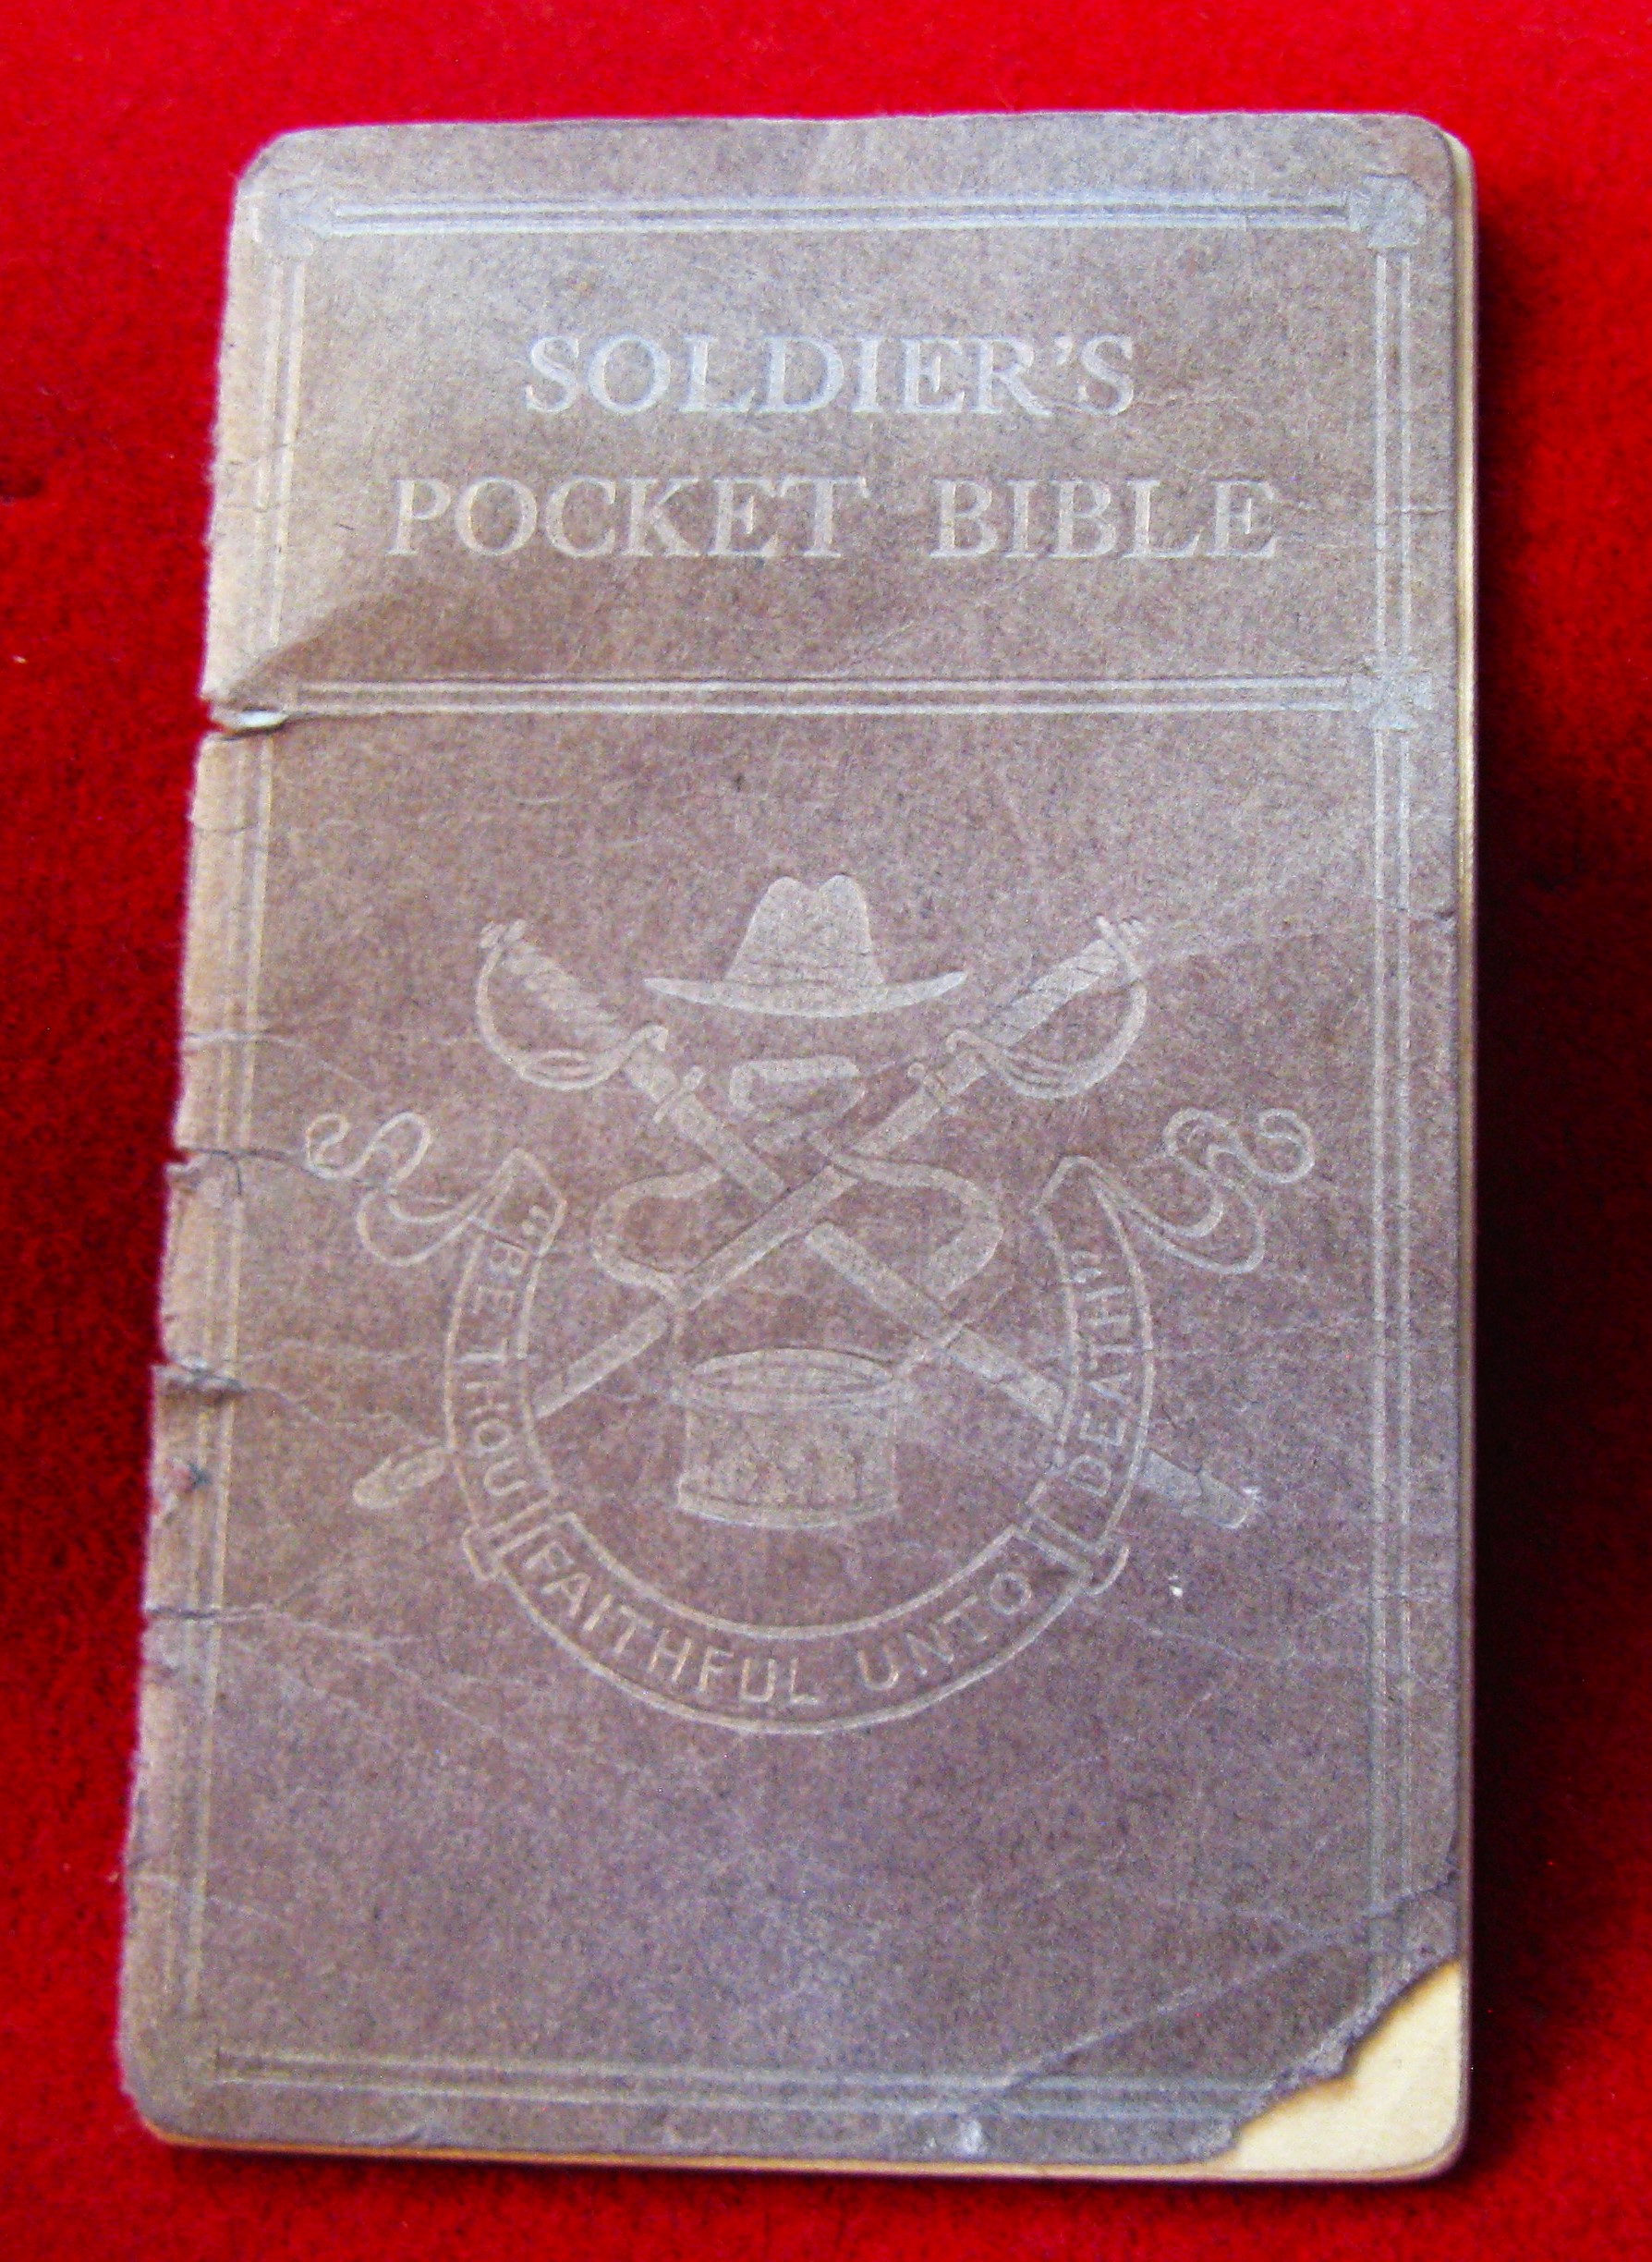 SOLDIER'S
POCKET BIBLE
"BE THOU FAITHFUL UNTO DEATH"